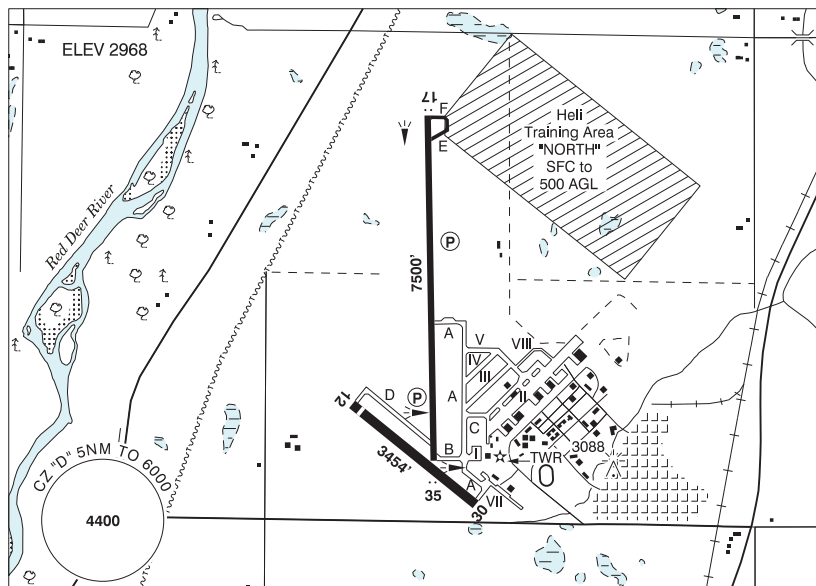 ELEV 2968
Red Deer River
17
F
E
Heli
Training Area
"NORTH"
SFC to
500 AGL
P
7500'
A
V
VIII
IV
III
II
A
D
P
12
C
B
I
TWR
3088
3454'
A
VII
35
30
CZ "D" 5NM TO 6000
4400